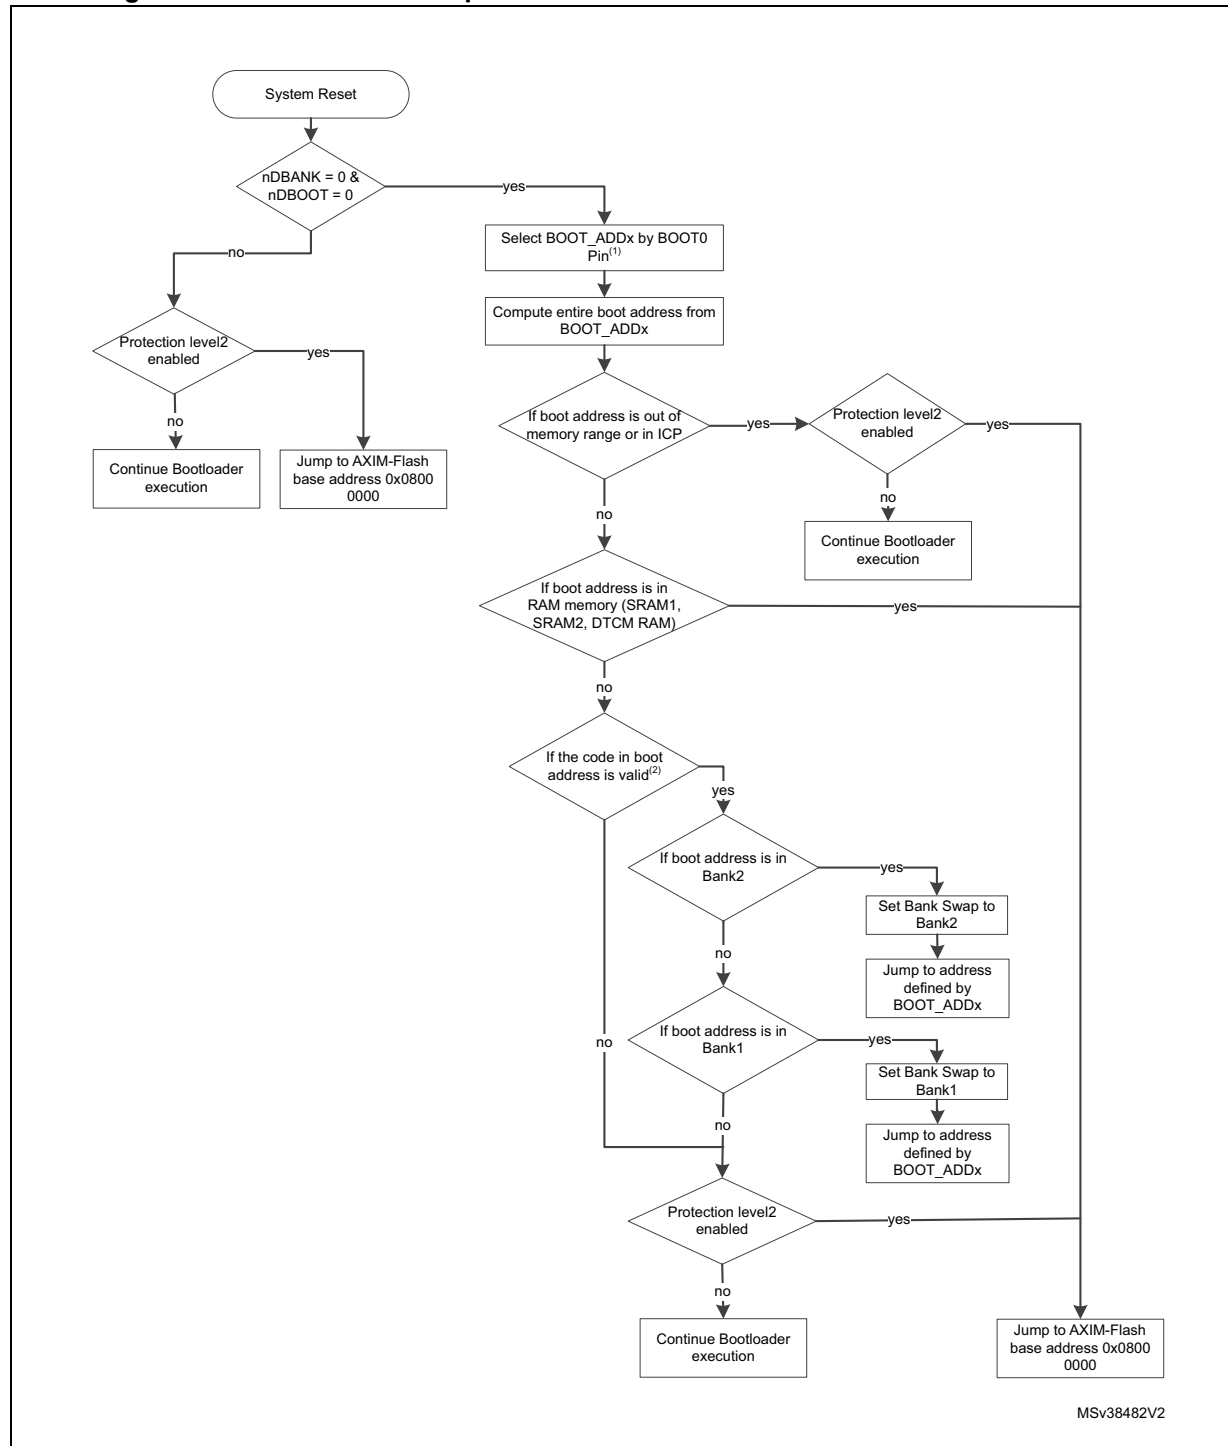 System Reset
nDBANK = 0 &
nDBOOT = 0
yes
no
Select BOOT_ADDx by BOOT0
Pin(1)
Compute entire boot address from
BOOT_ADDx
Protection level2
enabled
yes
no
Continue Bootloader
execution
Jump to AXIM-Flash
base address 0x0800
0000
If boot address is out of
memory range or in ICP
yes
Protection level2
enabled
yes
no
Continue Bootloader
execution
no
If boot address is in
RAM memory (SRAM1,
SRAM2, DTCM RAM)
yes
no
If the code in boot
address is valid(2)
yes
If boot address is in
Bank2
yes
Set Bank Swap to
Bank2
Jump to address
defined by
BOOT_ADDx
no
If boot address is in
Bank1
yes
Set Bank Swap to
Bank1
Jump to address
defined by
BOOT_ADDx
no
no
Protection level2
enabled
yes
no
Continue Bootloader
execution
Jump to AXIM-Flash
base address 0x0800
0000
MSv38482V2